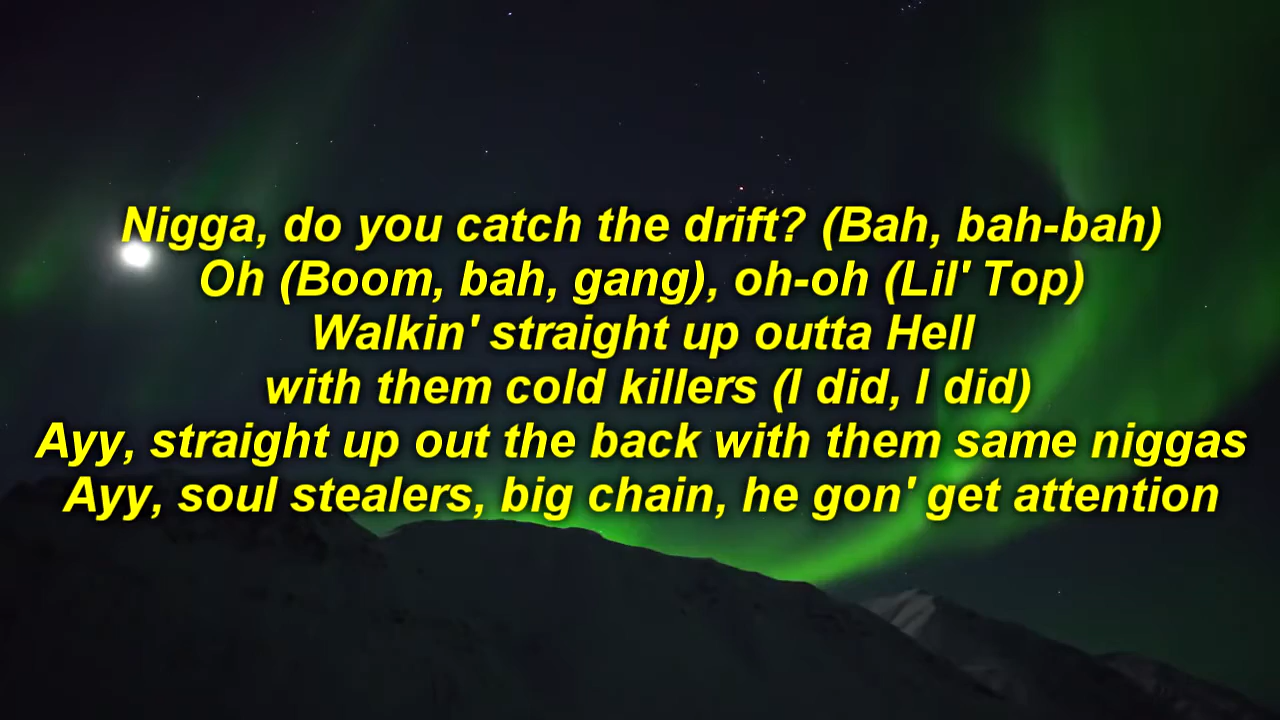 Nigga, do you catch the drift? (Bah, bah-bah)
Oh (Boom, bah, gang), oh-oh (Lil' Top)
Walkin' straight up outta Hell
with them cold killers (I did, I did)
Ayy, straight up out the back with them same niggas
Ayy, soul stealers, big chain, he gon' get attention